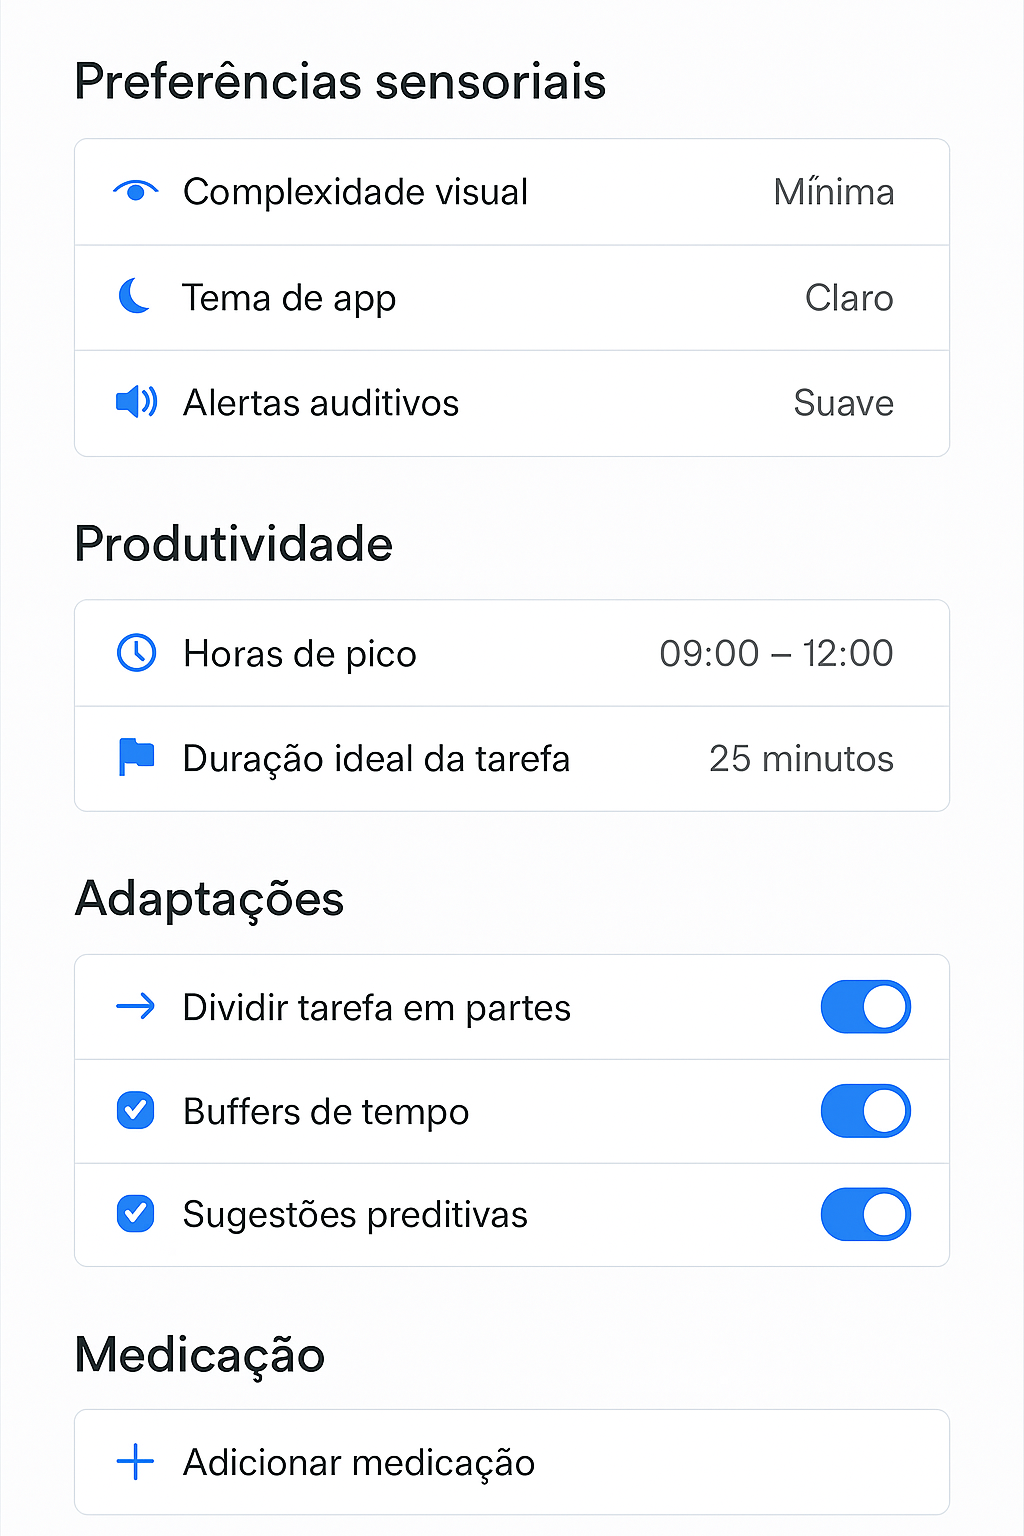 Preferências sensoriais
Complexidade visual Mínima
Tema de app Claro
Alertas auditivos Suave
Produtividade
Horas de pico 09:00 – 12:00
Duração ideal da tarefa 25 minutos
Adaptações
Dividir tarefa em partes
Buffers de tempo
Sugestões preditivas
Medicação
Adicionar medicação